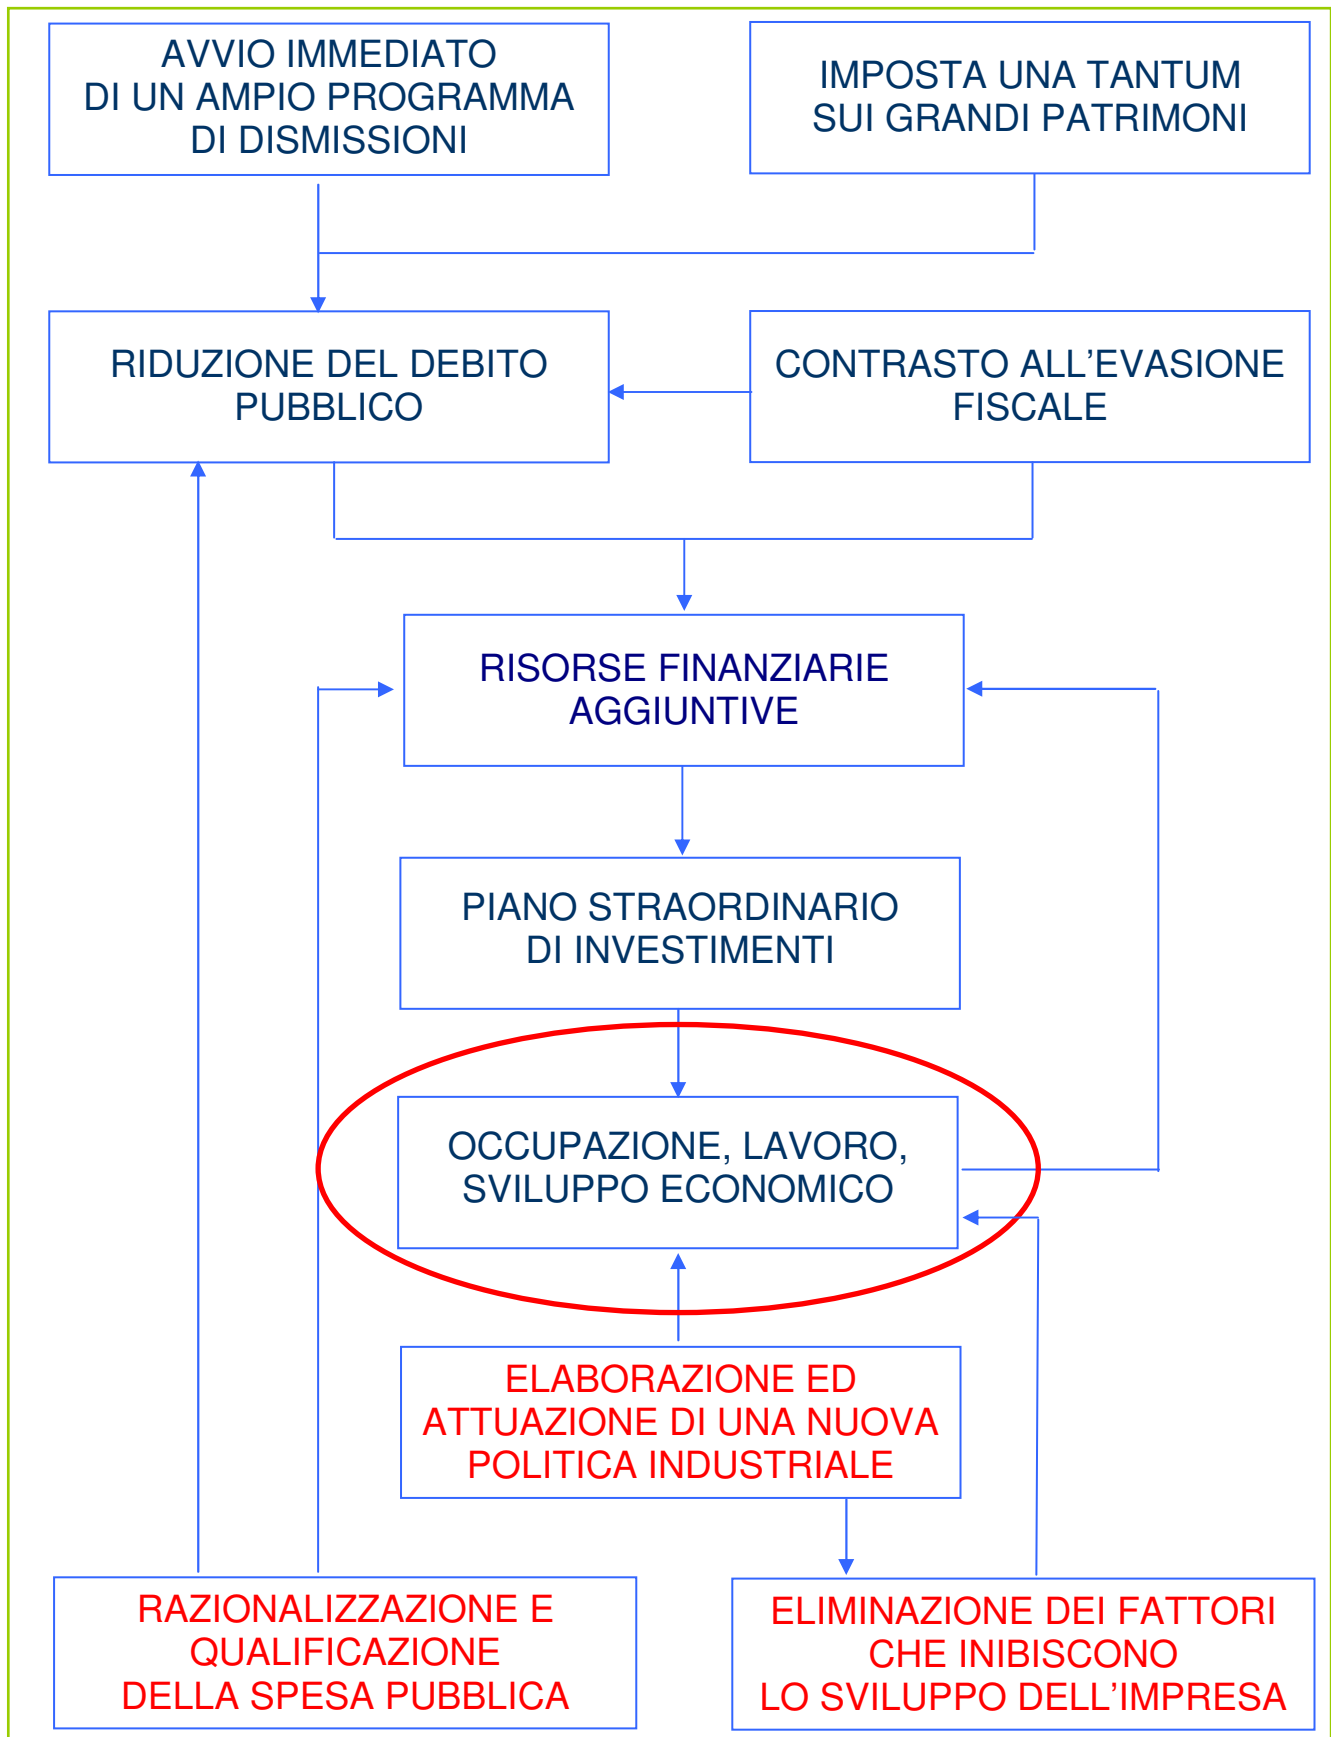 AVVIO IMMEDIATO
DI UN AMPIO PROGRAMMA
DI DISMISSIONI
IMPOSTA UNA TANTUM
SUI GRANDI PATRIMONI
RIDUZIONE DEL DEBITO
PUBBLICO
CONTRASTO ALL’EVASIONE
FISCALE
RISORSE FINANZIARIE
AGGIUNTIVE
PIANO STRAORDINARIO
DI INVESTIMENTI
OCCUPAZIONE, LAVORO,
SVILUPPO ECONOMICO
ELABORAZIONE ED
ATTUAZIONE DI UNA NUOVA
POLITICA INDUSTRIALE
RAZIONALIZZAZIONE E
QUALIFICAZIONE
DELLA SPESA PUBBLICA
ELIMINAZIONE DEI FATTORI
CHE INIBISCONO
LO SVILUPPO DELL’IMPRESA